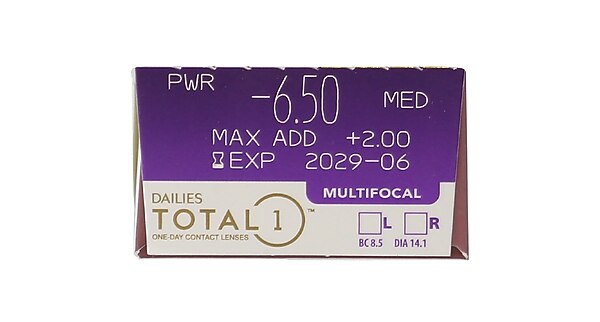 PWR -6.50 MED
MAX ADD +2.00
EXP 2029-06
MULTIFOCAL
DAILIES
TOTAL 1™
ONE-DAY CONTACT LENSES
L R
BC 8.5 DIA 14.1